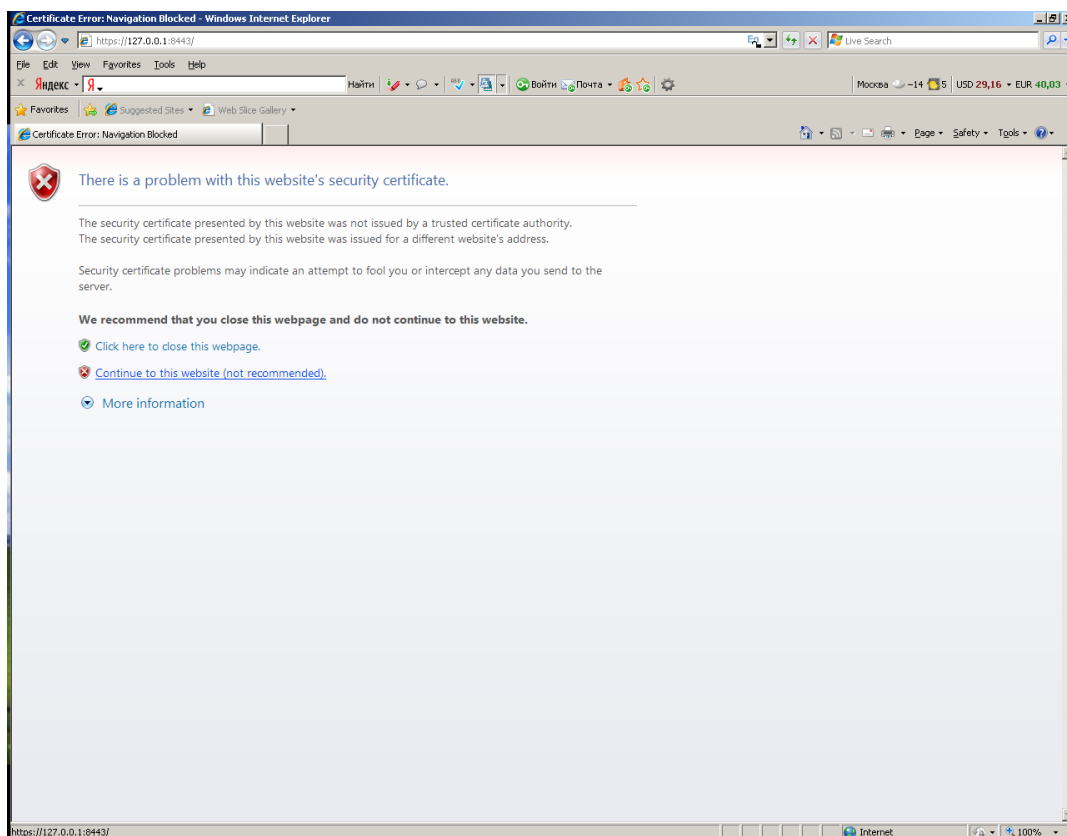 Certificate Error: Navigation Blocked - Windows Internet Explorer
https://127.0.0.1:8443/
Live Search
File Edit View Favorites Tools Help
Яндекс Я Найти Войти Почта Москва -14 5 USD 29,16 EUR 40,03
Favorites Suggested Sites Web Slice Gallery
Certificate Error: Navigation Blocked Page Safety Tools
There is a problem with this website's security certificate.
The security certificate presented by this website was not issued by a trusted certificate authority.
The security certificate presented by this website was issued for a different website's address.
Security certificate problems may indicate an attempt to fool you or intercept any data you send to the
server.
We recommend that you close this webpage and do not continue to this website.
Click here to close this webpage.
Continue to this website (not recommended).
More information
https://127.0.0.1:8443/ Internet 100%